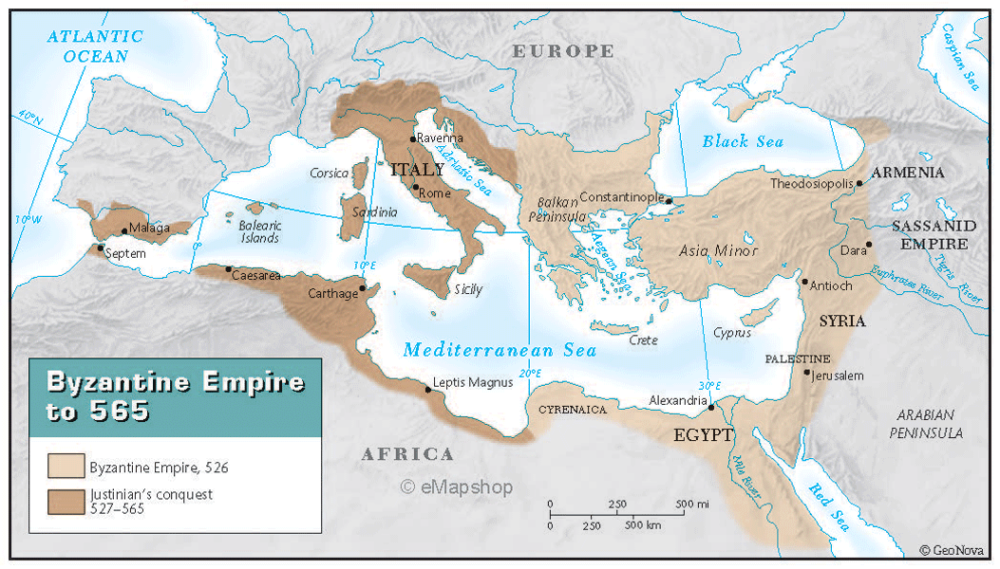 ATLANTIC
OCEAN
EUROPE
Caspian Sea
40°N
Ravenna
Adriatic Sea
Black Sea
Corsica
ITALY
Rome
Theodosiopolis
ARMENIA
Constantinople
Balkan
Peninsula
10°W
Malaga
Balearic
Islands
Sardinia
SASSANID
EMPIRE
Septem
0°
Aegean Sea
Asia Minor
Dara
Tigris River
Caesarea
10°E
Euphrates River
Carthage
Sicily
Antioch
SYRIA
Mediterranean Sea
Crete
Cyprus
PALESTINE
Jerusalem
20°E
30°E
Leptis Magnus
Alexandria
CYRENAICA
EGYPT
ARABIAN
PENINSULA
AFRICA
Nile River
Red Sea
Byzantine Empire
to 565
Byzantine Empire, 526
Justinian's conquest
527–565
© eMapshop
0 250 500 mi
0 250 500 km
© GeoNova